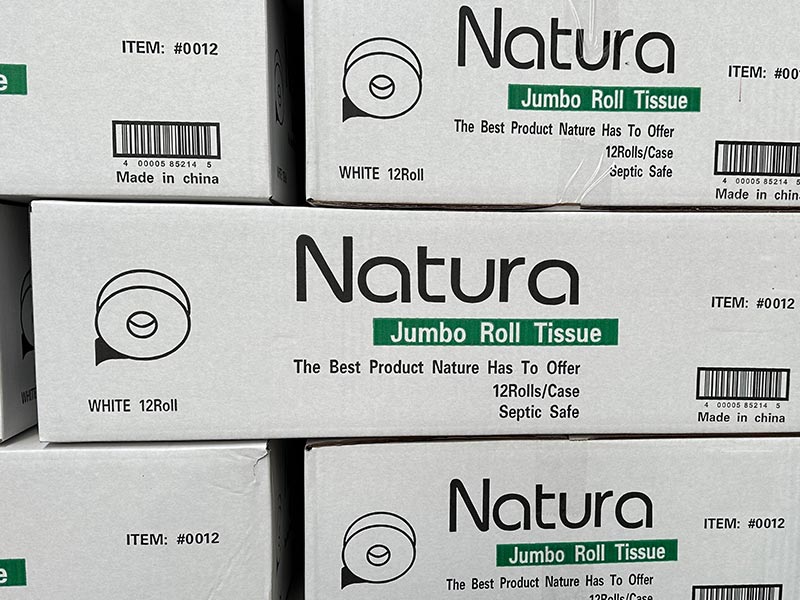 e
ITEM: #0012
4 00005 85214 5
Made in china
Natura
Jumbo Roll Tissue
The Best Product Nature Has To Offer
12Rolls/Case
Septic Safe
WHITE 12Roll
ITEM: #00
4 00005 85214 5
Made in chin
Natura
Jumbo Roll Tissue
The Best Product Nature Has To Offer
12Rolls/Case
Septic Safe
WHITE 12Roll
ITEM: #0012
4 00005 85214 5
Made in china
e
ITEM: #0012
Natura
Jumbo Roll Tissue
The Best Product Nature Has To Offer
12Rolls/Case
ITEM: #0012